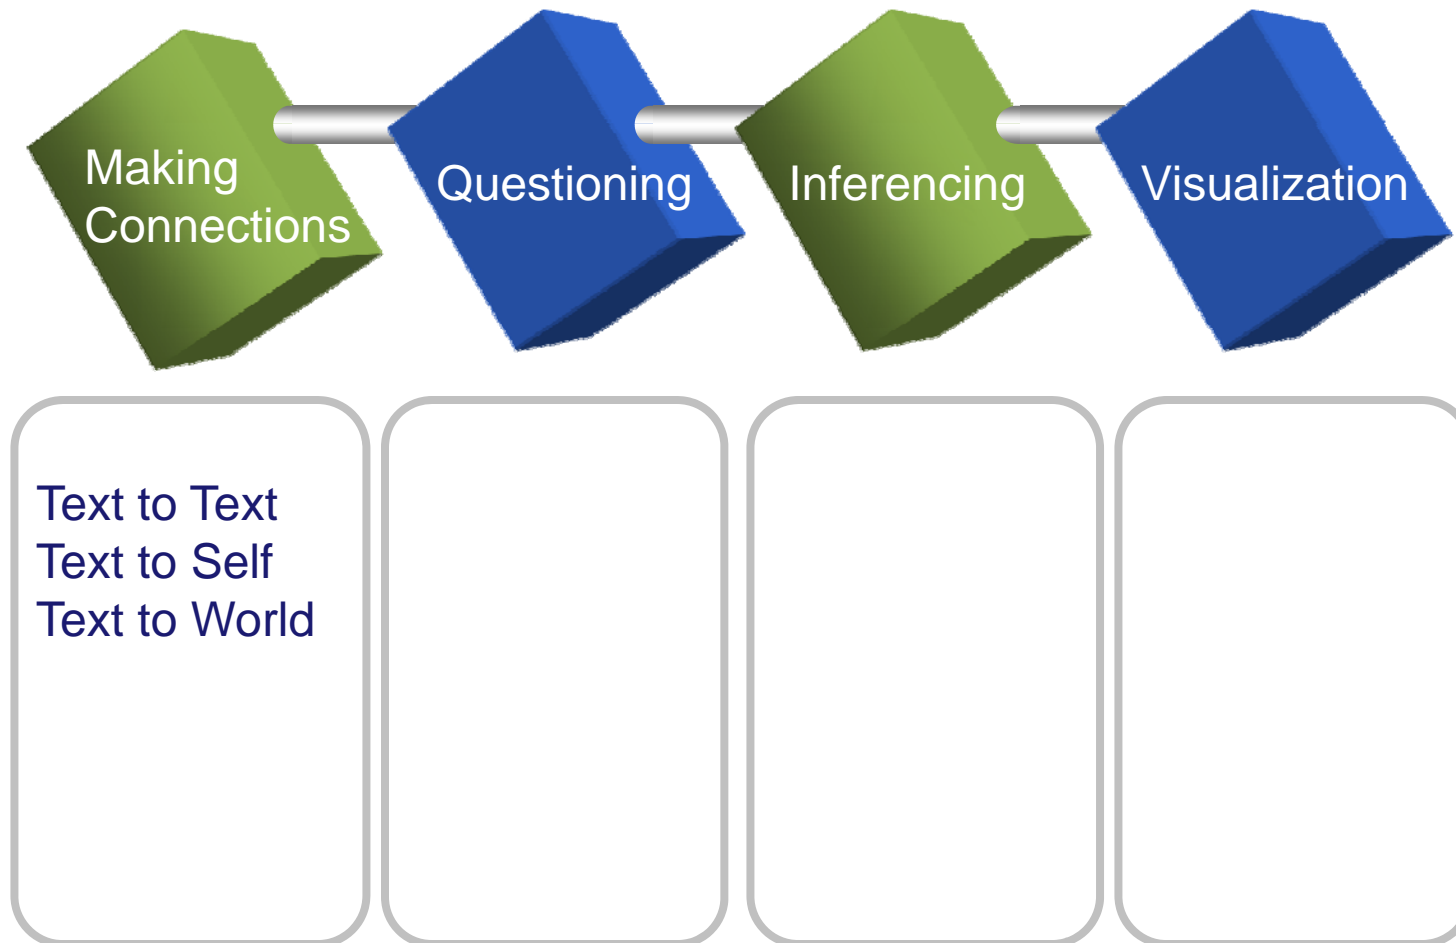 Making
Connections
Questioning
Inferencing
Visualization
Text to Text
Text to Self
Text to World